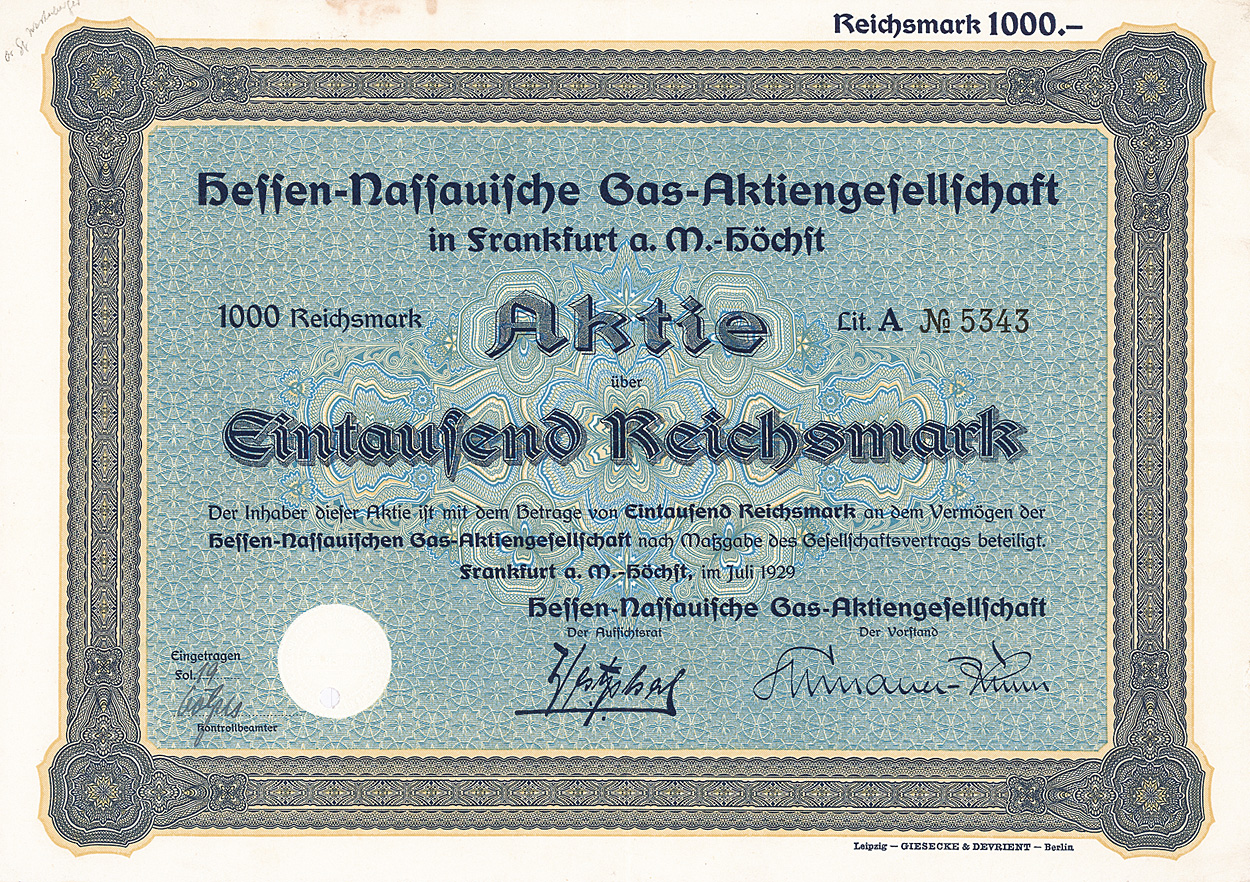 Reichsmark 1000.–
Heſſen-Naſſauiſche Gas-Aktiengeſellſchaft
in Frankfurt a. M.-Höchſt
1000 Reichsmark Aktie Lit. A № 5343
über
Eintauſend Reichsmark
Der Inhaber dieſer Aktie iſt mit dem Betrage von Eintauſend Reichsmark an dem Vermögen der
Heſſen-Naſſauiſchen Gas-Aktiengeſellſchaft nach Maßgabe des Geſellſchaftsvertrags beteiligt.
Frankfurt a. M.-Höchſt, im Juli 1929
Heſſen-Naſſauiſche Gas-Aktiengeſellſchaft
Der Aufſichtsrat Der Vorſtand
Eingetragen
Fol. 19
Kontrollbeamter
Leipzig — GIESECKE & DEVRIENT — Berlin